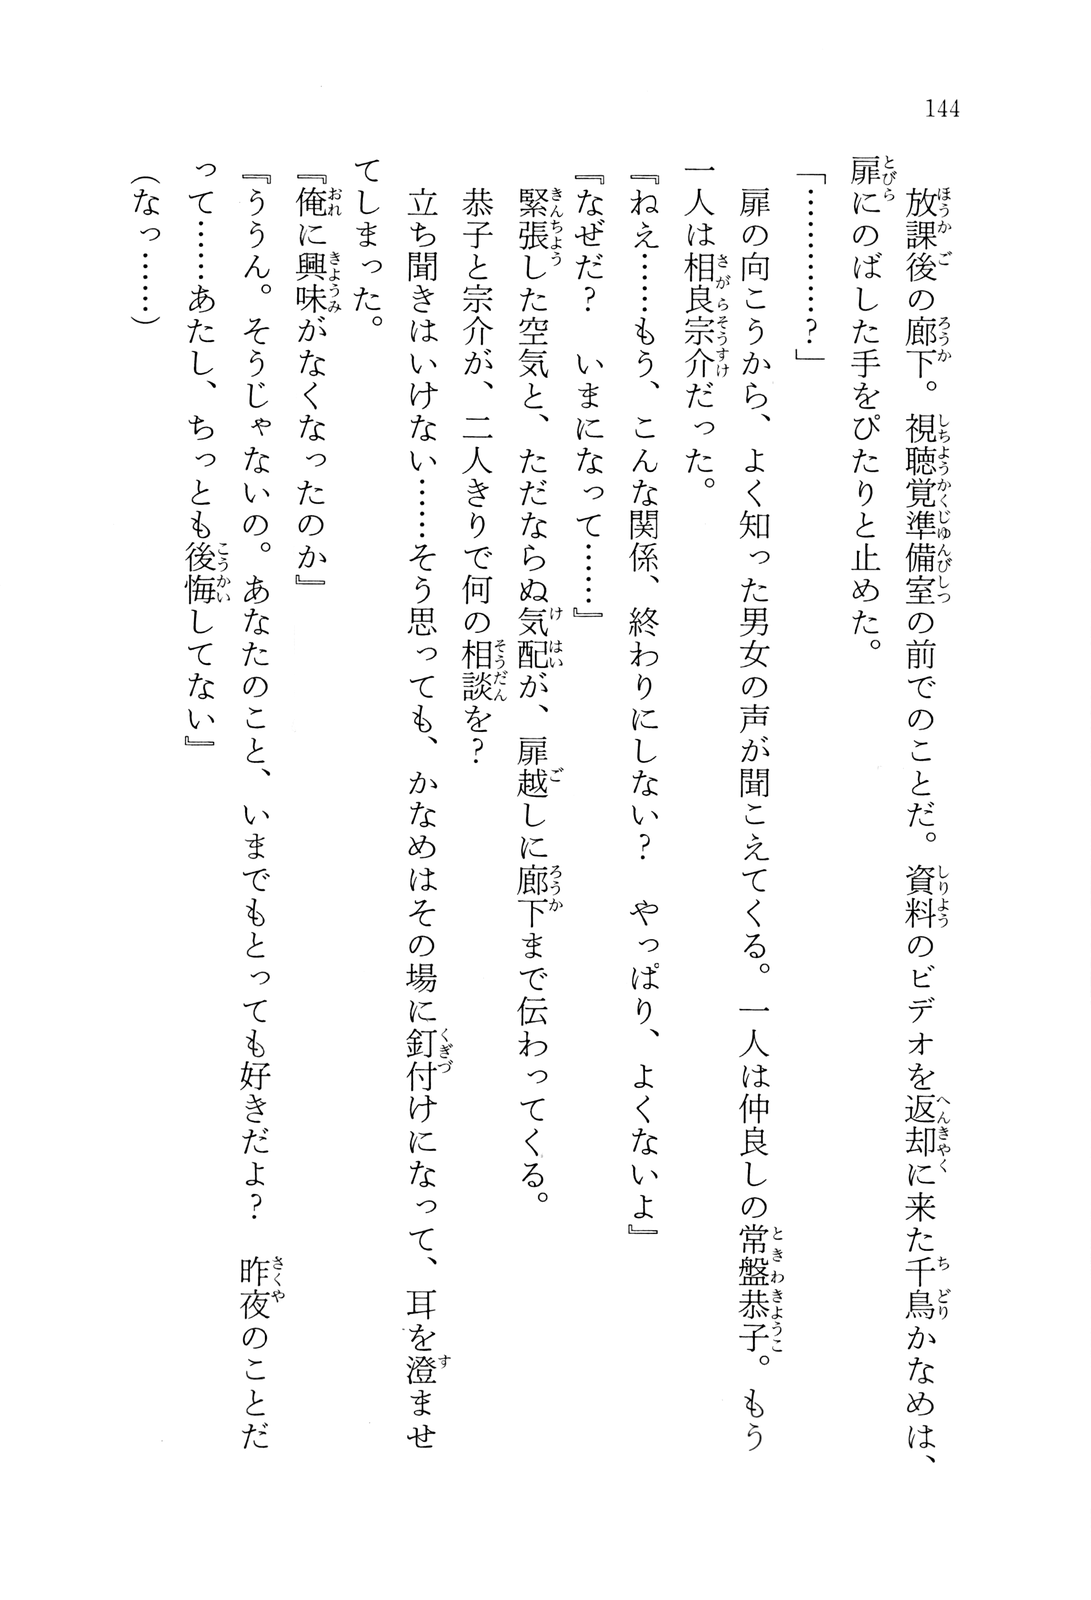 144
放課後の廊下。視聴覚準備室の前でのことだ。資料のビデオを返却に来た千鳥かなめは、
扉にのばした手をぴたりと止めた。
「…………?」
扉の向こうから、よく知った男女の声が聞こえてくる。一人は仲良しの常盤恭子。もう
一人は相良宗介だった。
『ねえ……もう、こんな関係、終わりにしない? やっぱり、よくないよ』
『なぜだ? いまになって……』
緊張した空気と、ただならぬ気配が、扉越しに廊下まで伝わってくる。
恭子と宗介が、二人きりで何の相談を?
立ち聞きはいけない……そう思っても、かなめはその場に釘付けになって、耳を澄ませ
てしまった。
『俺に興味がなくなったのか』
『ううん。そうじゃないの。あなたのこと、いまでもとっても好きだよ? 昨夜のことだ
って……あたし、ちっとも後悔してない』
(なっ……)